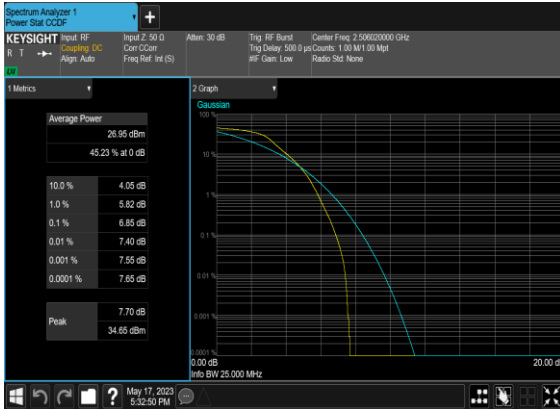 Spectrum Analyzer 1
Power Stat CCDF
KEYSIGHT Input: RF Input Z: 50 Ω Atten: 30 dB Trig: RF Burst Center Freq: 2.506020000 GHz
R T Coupling: DC Corr CCorr Trig Delay: 500.0 µs Counts: 1.00 M/1.00 Mpt
Align: Auto Freq Ref: Int (S) #IF Gain: Low Radio Std: None
1 Metrics
2 Graph
Average Power
26.95 dBm
45.23 % at 0 dB
10.0 % 4.05 dB
1.0 % 5.82 dB
0.1 % 6.85 dB
0.01 % 7.40 dB
0.001 % 7.55 dB
0.0001 % 7.65 dB
Peak
7.70 dB
34.65 dBm
Gaussian
100 %
10 %
1 %
0.1 %
0.01 %
0.001 %
0.0001 %
0.00 dB
20.00 d
Info BW 25.000 MHz
?
May 17, 2023
5:32:50 PM